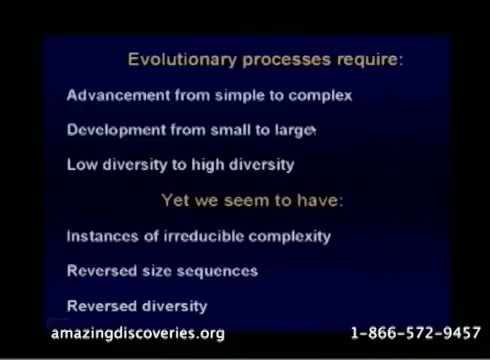 Evolutionary processes require:
Advancement from simple to complex
Development from small to large
Low diversity to high diversity
Yet we seem to have:
Instances of irreducible complexity
Reversed size sequences
Reversed diversity
amazingdiscoveries.org 1-866-572-9457